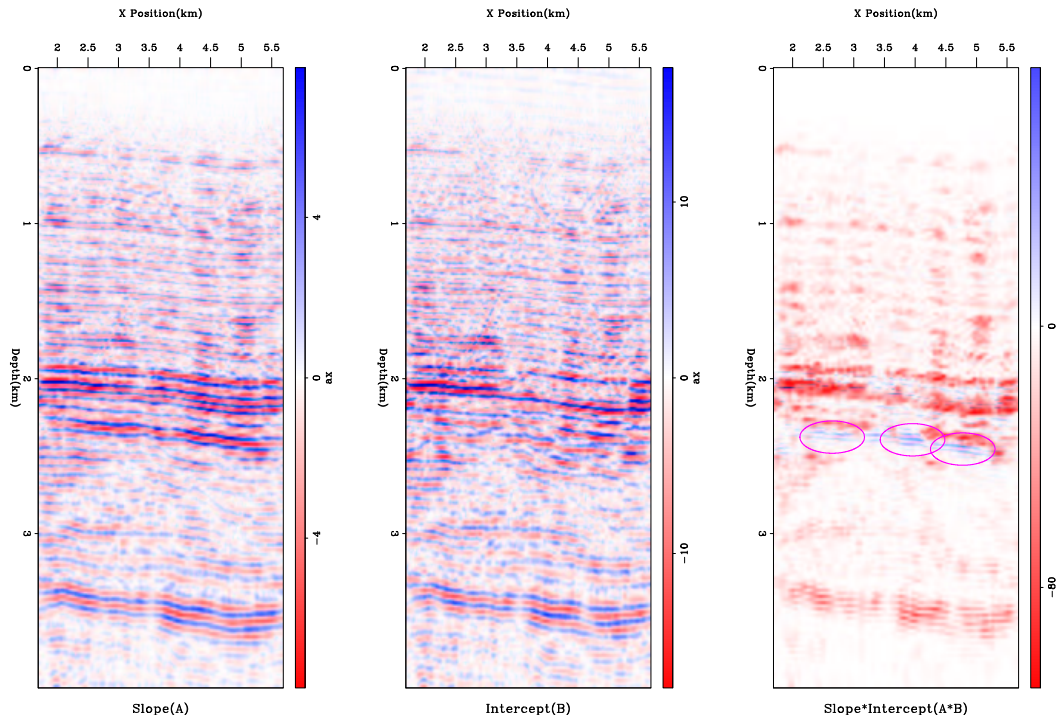 X Position(km)
2 2.5 3 3.5 4 4.5 5 5.5
0
1
2
3
Depth(km)
4
0
-4
ax
Slope(A)
X Position(km)
2 2.5 3 3.5 4 4.5 5 5.5
0
1
2
3
Depth(km)
10
0
-10
ax
Intercept(B)
X Position(km)
2 2.5 3 3.5 4 4.5 5 5.5
0
1
2
3
Depth(km)
0
-80
Slope*Intercept(A*B)